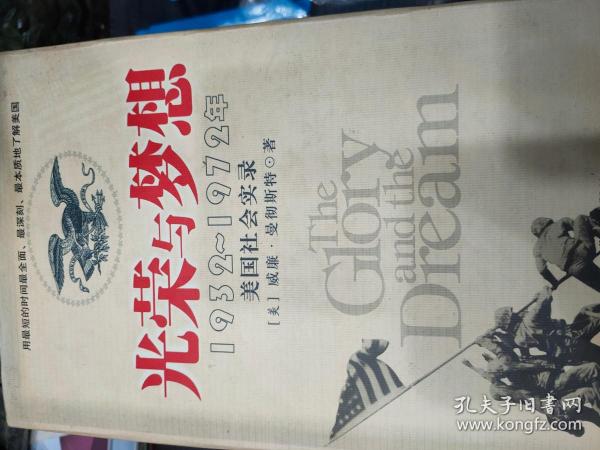 用最短的时间最全面、最深刻、最本质地了解美国
光荣与梦想
1932~1972年
美国社会实录
[美]威廉·曼彻斯特⊙著
The
Glory
and the
Dream
孔夫子旧书网
www.kongfz.com